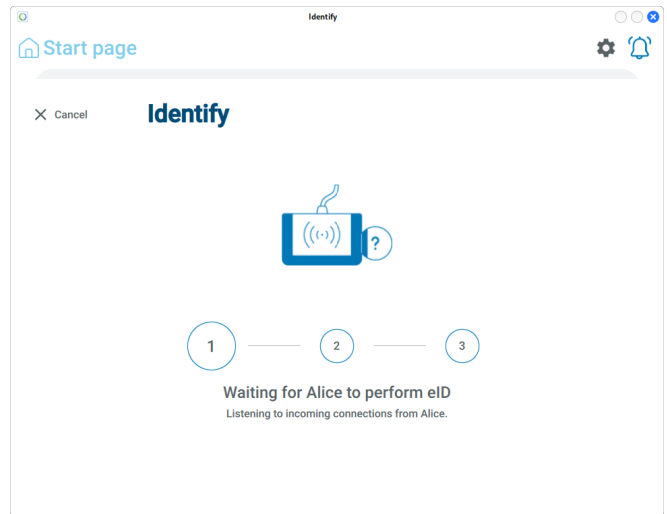 Identify
Start page
Cancel
Identify
?
1
2
3
Waiting for Alice to perform eID
Listening to incoming connections from Alice.